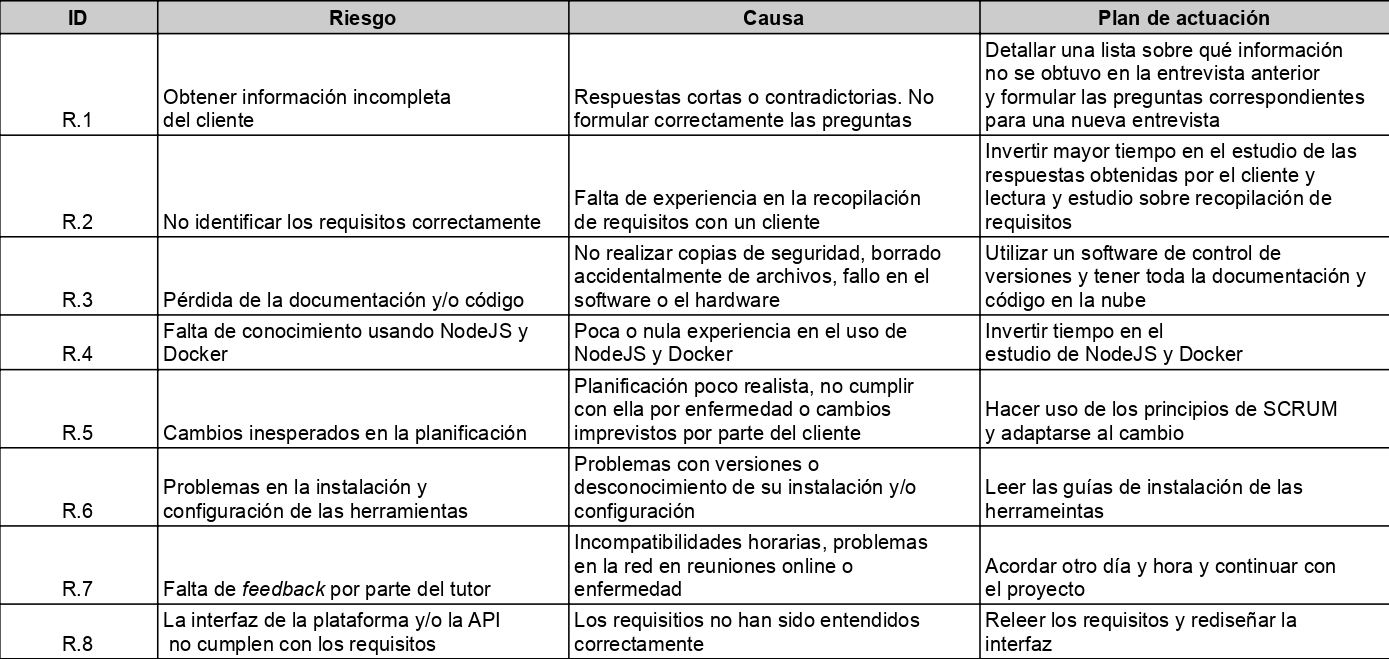 ID Riesgo Causa Plan de actuación
R.1
Obtener información incompleta
del cliente
Respuestas cortas o contradictorias. No
formular correctamente las preguntas
Detallar una lista sobre qué información
no se obtuvo en la entrevista anterior
y formular las preguntas correspondientes
para una nueva entrevista
R.2
No identificar los requisitos correctamente
Falta de experiencia en la recopilación
de requisitos con un cliente
Invertir mayor tiempo en el estudio de las
respuestas obtenidas por el cliente y
lectura y estudio sobre recopilación de
requisitos
R.3
Pérdida de la documentación y/o código
No realizar copias de seguridad, borrado
accidentalmente de archivos, fallo en el
software o el hardware
Utilizar un software de control de
versiones y tener toda la documentación y
código en la nube
R.4
Falta de conocimiento usando NodeJS y
Docker
Poca o nula experiencia en el uso de
NodeJS y Docker
Invertir tiempo en el
estudio de NodeJS y Docker
R.5
Cambios inesperados en la planificación
Planificación poco realista, no cumplir
con ella por enfermedad o cambios
imprevistos por parte del cliente
Hacer uso de los principios de SCRUM
y adaptarse al cambio
R.6
Problemas en la instalación y
configuración de las herramientas
Problemas con versiones o
desconocimiento de su instalación y/o
configuración
Leer las guías de instalación de las
herrameintas
R.7
Falta de feedback por parte del tutor
Incompatibilidades horarias, problemas
en la red en reuniones online o
enfermedad
Acordar otro día y hora y continuar con
el proyecto
R.8
La interfaz de la plataforma y/o la API
no cumplen con los requisitos
Los requisitios no han sido entendidos
correctamente
Releer los requisitos y rediseñar la
interfaz